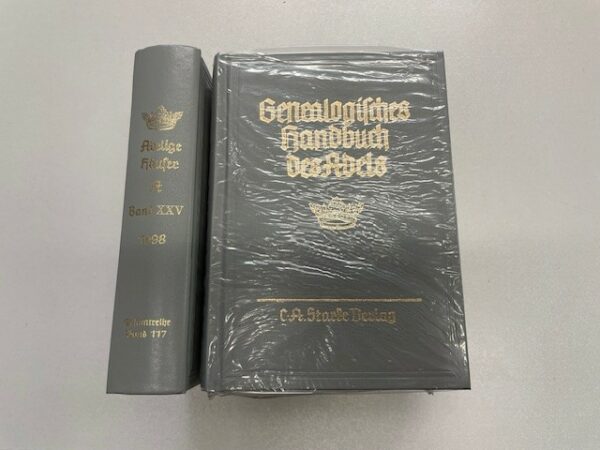 Adelige
Häuser
A
Band XXV
1998
Gesamtreihe
Band 117
Genealogisches
Handbuch
des Adels
C. A. Starke Verlag